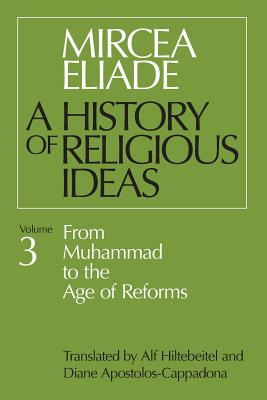 MIRCEA
ELIADE
A HISTORY
OF RELIGIOUS
IDEAS
Volume
3
From
Muhammad
to the
Age of Reforms
Translated by Alf Hiltebeitel and
Diane Apostolos-Cappadona